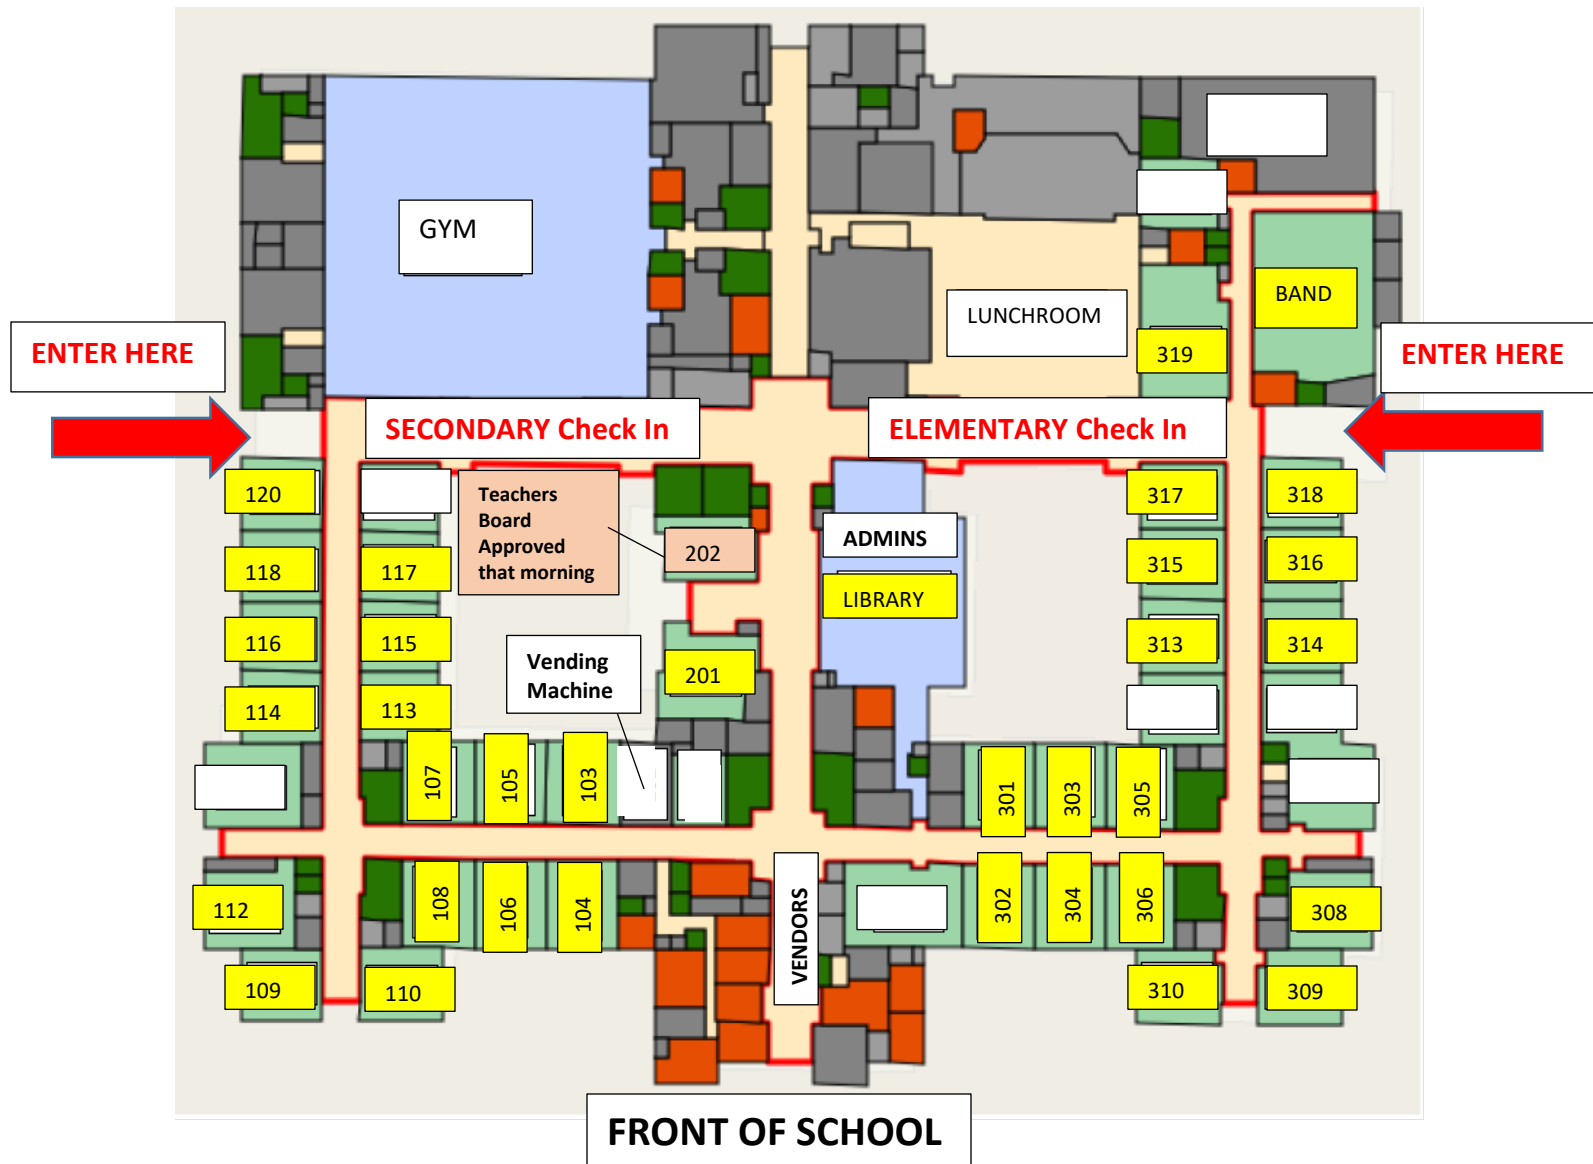 GYM
BAND
LUNCHROOM
ENTER HERE
319
ENTER HERE
SECONDARY Check In
ELEMENTARY Check In
120
Teachers
Board
Approved
that morning
317
318
202
ADMINS
118
117
315
316
LIBRARY
116
115
313
314
Vending
Machine
201
114
113
107
105
103
301
303
305
112
108
106
104
VENDORS
302
304
306
308
109
110
310
309
FRONT OF SCHOOL